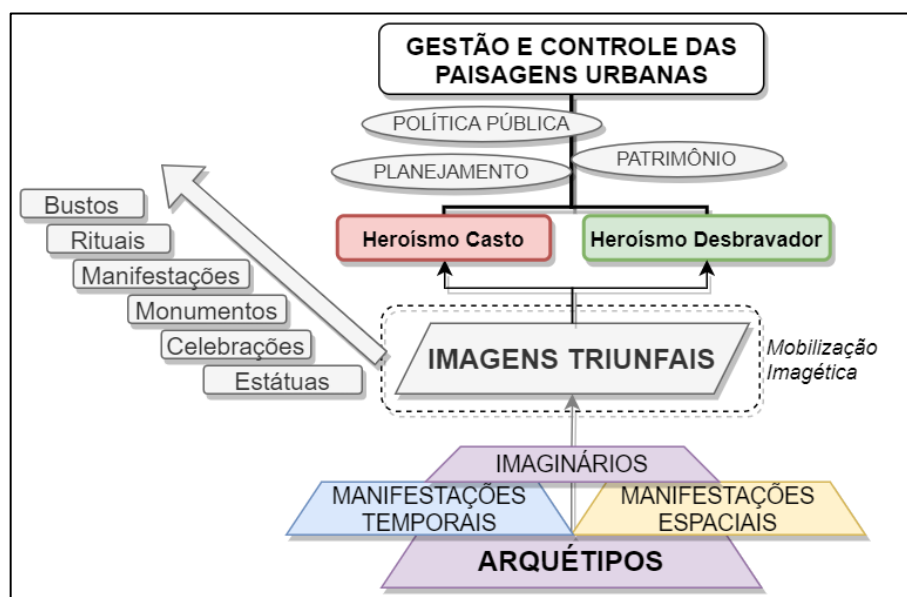 GESTÃO E CONTROLE DAS
PAISAGENS URBANAS
POLÍTICA PÚBLICA
PLANEJAMENTO
PATRIMÔNIO
Bustos
Rituais
Manifestações
Monumentos
Celebrações
Estátuas
Heroísmo Casto
Heroísmo Desbravador
IMAGENS TRIUNFAIS
Mobilização
Imagética
IMAGINÁRIOS
MANIFESTAÇÕES
TEMPORAIS
MANIFESTAÇÕES
ESPACIAIS
ARQUÉTIPOS